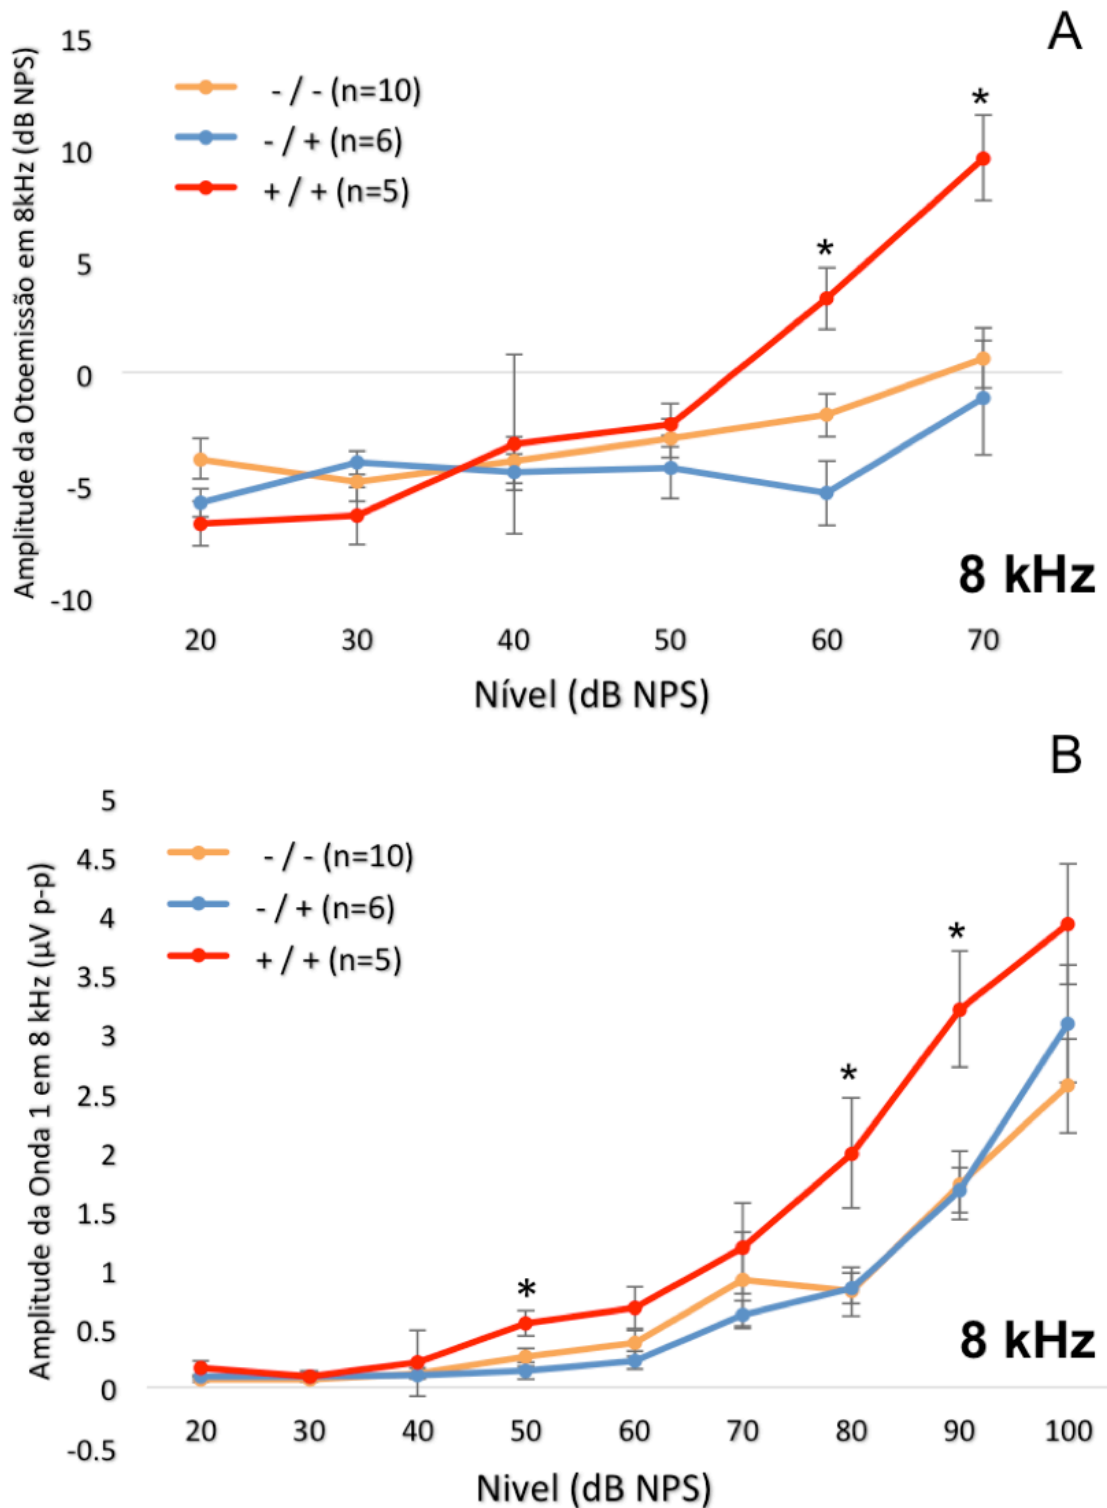 A
Amplitude da Otoemissão em 8kHz (dB NPS)
15
10
5
0
-5
-10
- / - (n=10)
- / + (n=6)
+ / + (n=5)
*
*
8 kHz
20 30 40 50 60 70
Nível (dB NPS)
B
Amplitude da Onda 1 em 8 kHz (µV p-p)
5
4.5
4
3.5
3
2.5
2
1.5
1
0.5
0
-0.5
- / - (n=10)
- / + (n=6)
+ / + (n=5)
*
*
*
8 kHz
20 30 40 50 60 70 80 90 100
Nivel (dB NPS)